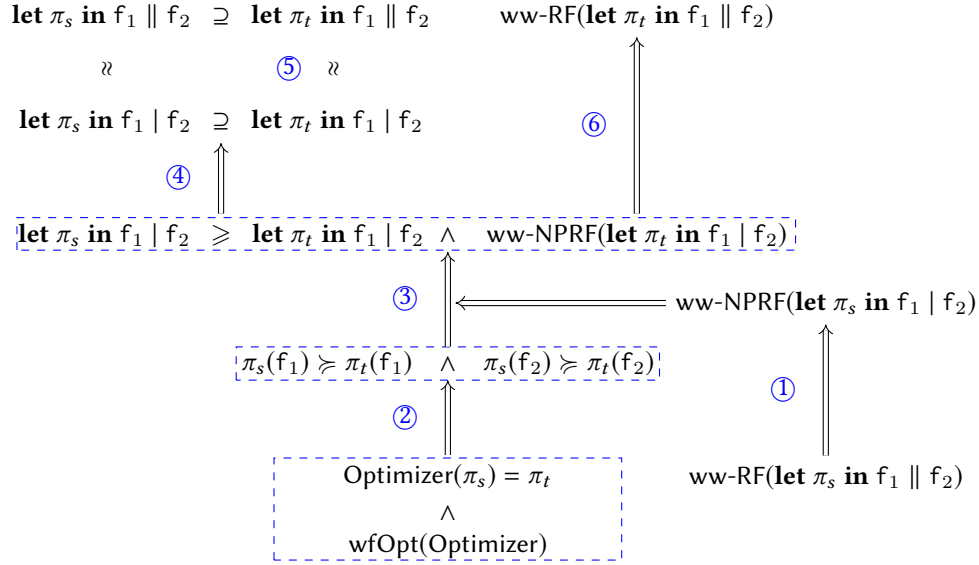 let π_s in f_1 ∥ f_2 ⊇ let π_t in f_1 ∥ f_2 ww-RF(let π_t in f_1 ∥ f_2)
≈ ⑤ ≈
let π_s in f_1 | f_2 ⊇ let π_t in f_1 | f_2
⑥
④
let π_s in f_1 | f_2 ⩾ let π_t in f_1 | f_2 ∧ ww-NPRF(let π_t in f_1 | f_2)
③ ww-NPRF(let π_s in f_1 | f_2)
π_s(f_1) ≽ π_t(f_1) ∧ π_s(f_2) ≽ π_t(f_2)
①
②
Optimizer(π_s) = π_t ww-RF(let π_s in f_1 ∥ f_2)
∧
wfOpt(Optimizer)